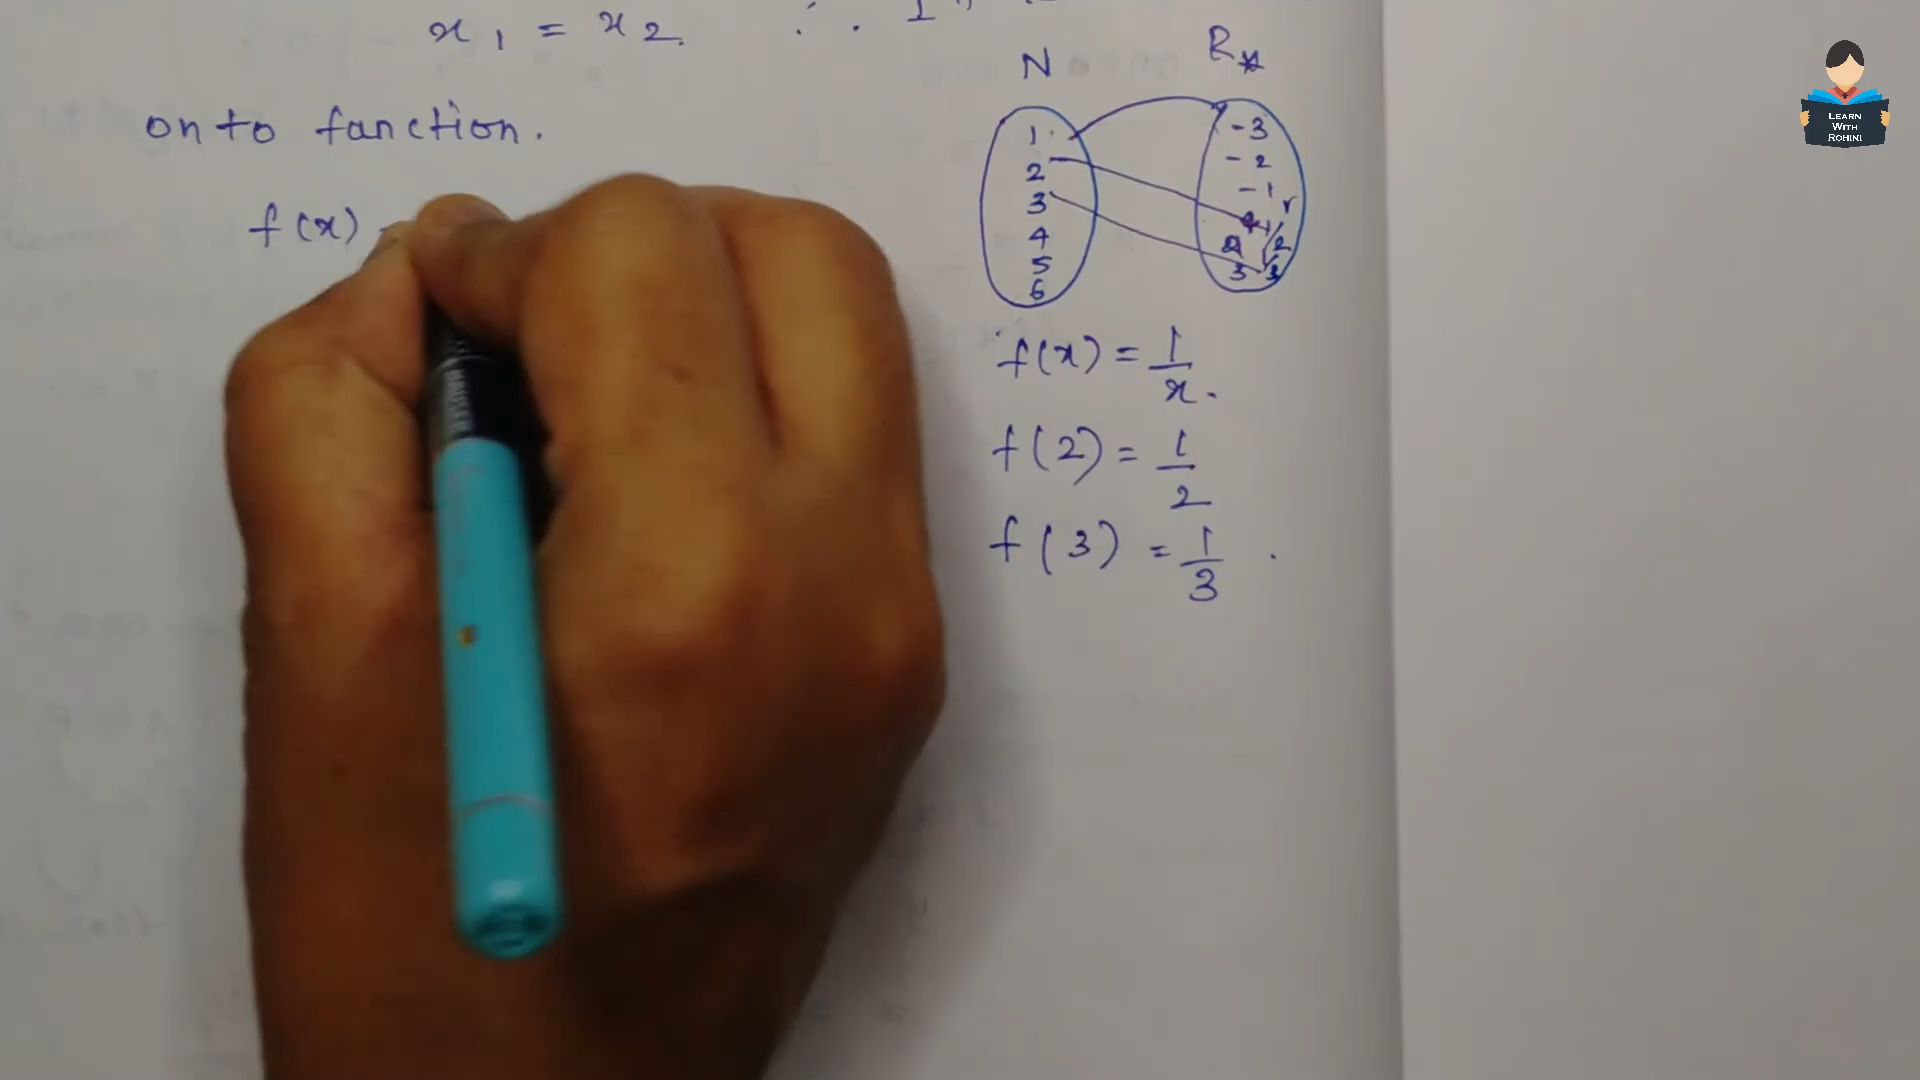 x1 = x2.
N R*
onto function.
1 -3
2 -2
3 -1
4
5
6
f(x)
f(x) = 1/x.
f(2) = 1/2
f(3) = 1/3.
LEARN
WITH
ROHINI